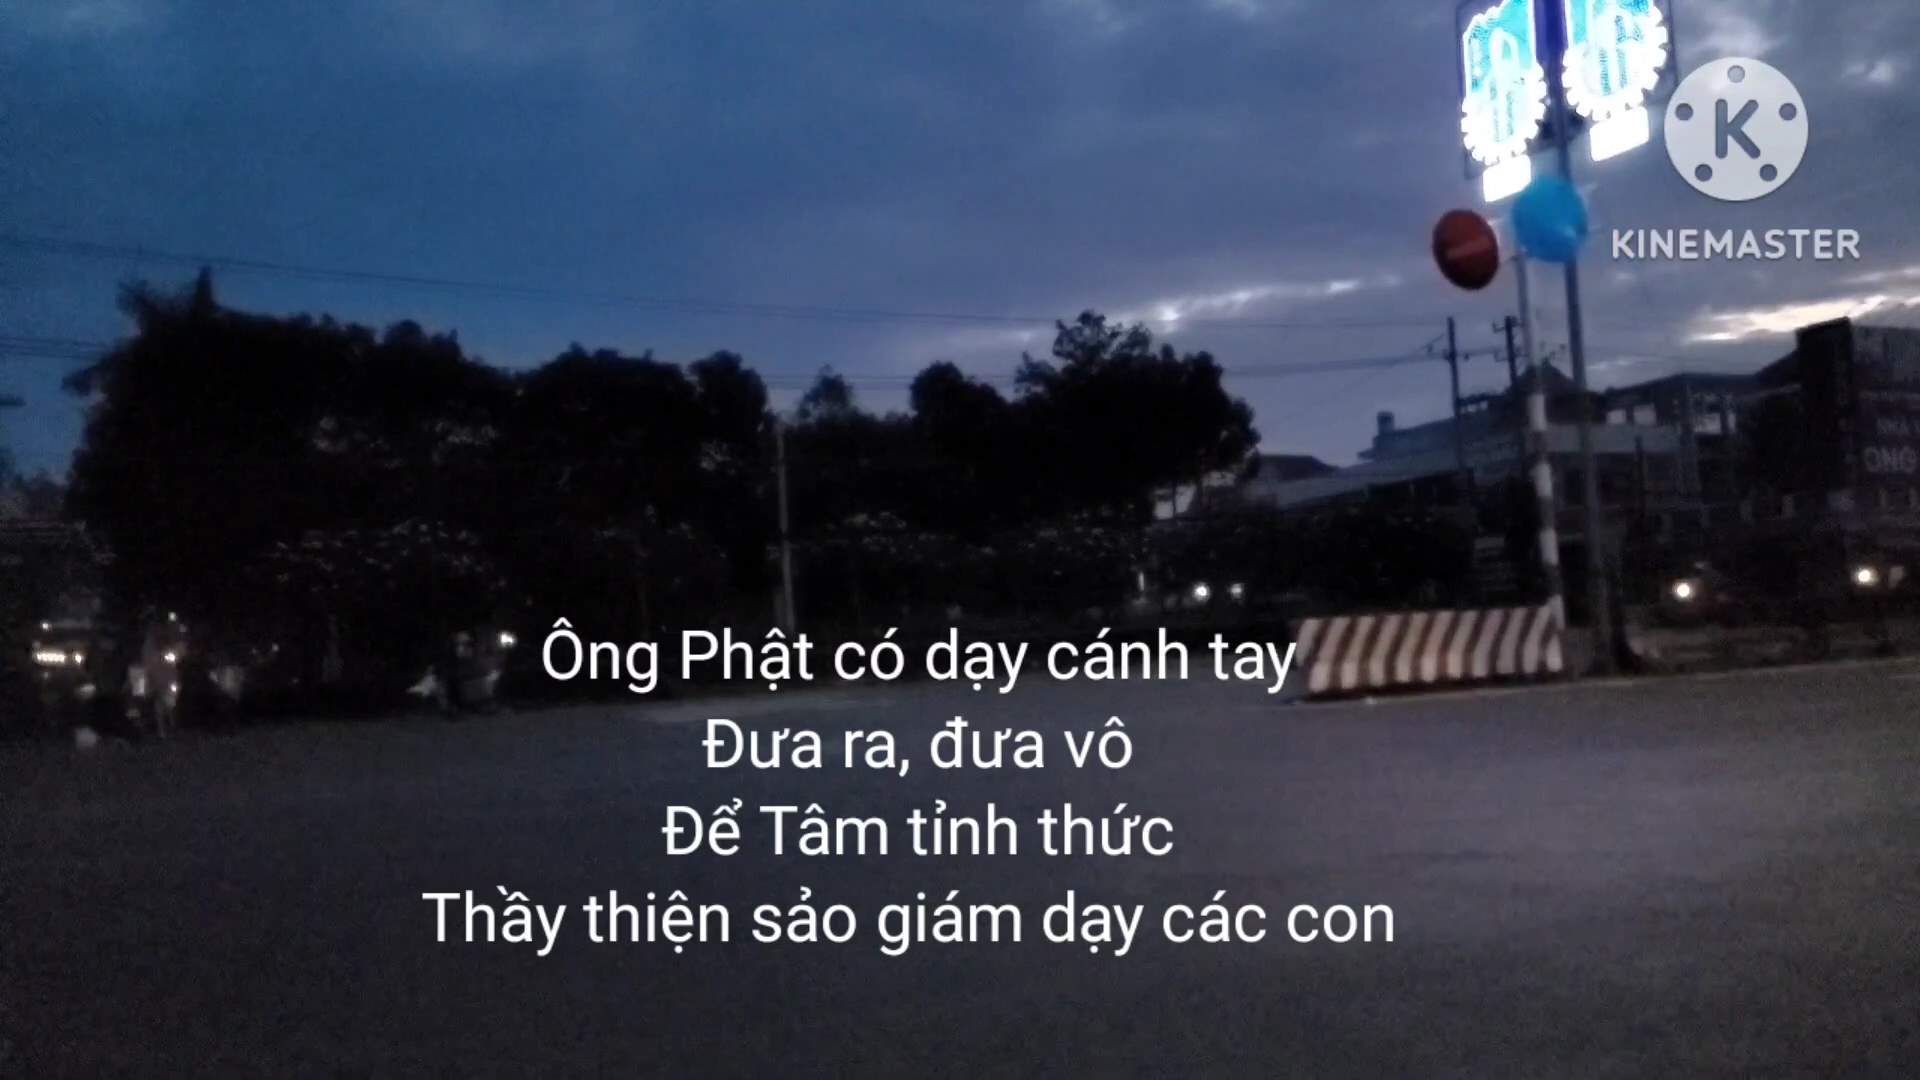 K
KINEMASTER
ONG
Ông Phật có dạy cánh tay
Đưa ra, đưa vô
Để Tâm tỉnh thức
Thầy thiện sảo giám dạy các con